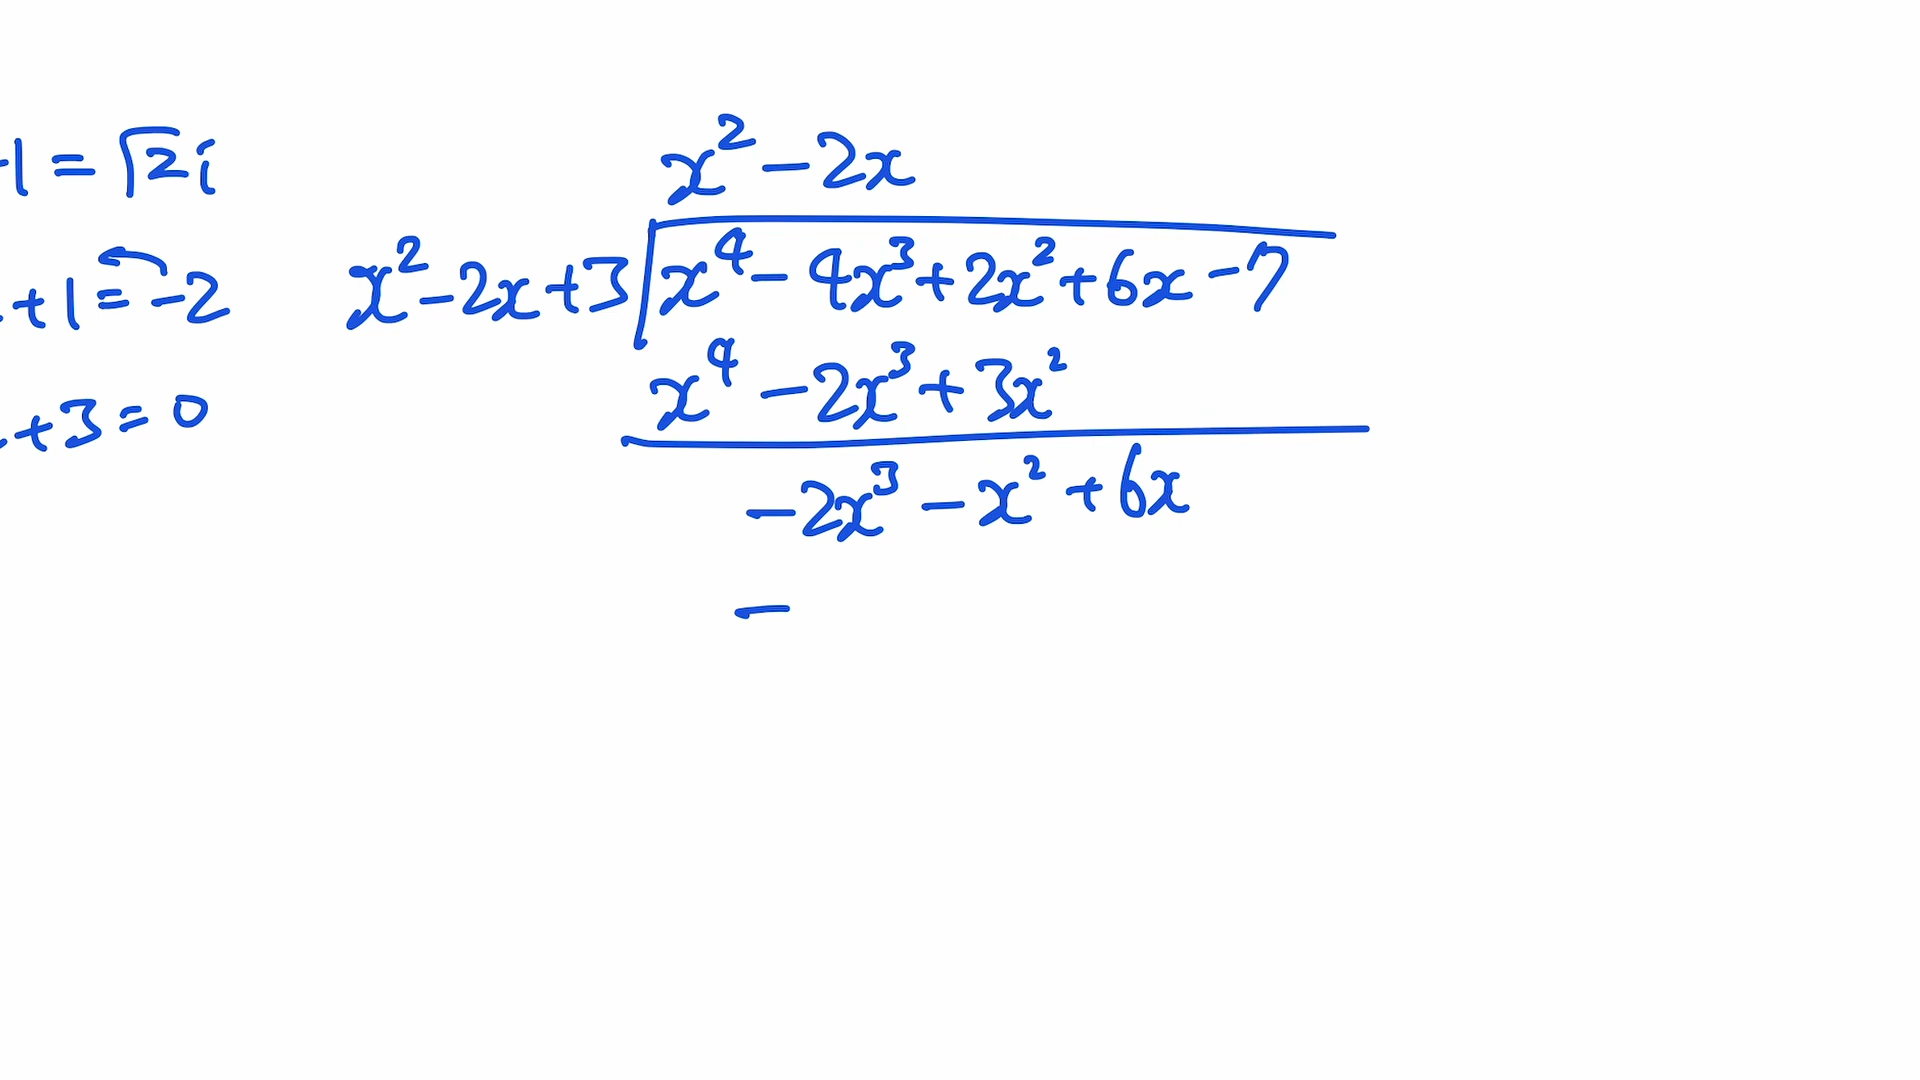 -1 = √2i
+1 = -2
+3 = 0
x² - 2x
x² - 2x + 3 x⁴ - 4x³ + 2x² + 6x - 7
x⁴ - 2x³ + 3x²
-2x³ - x² + 6x
-